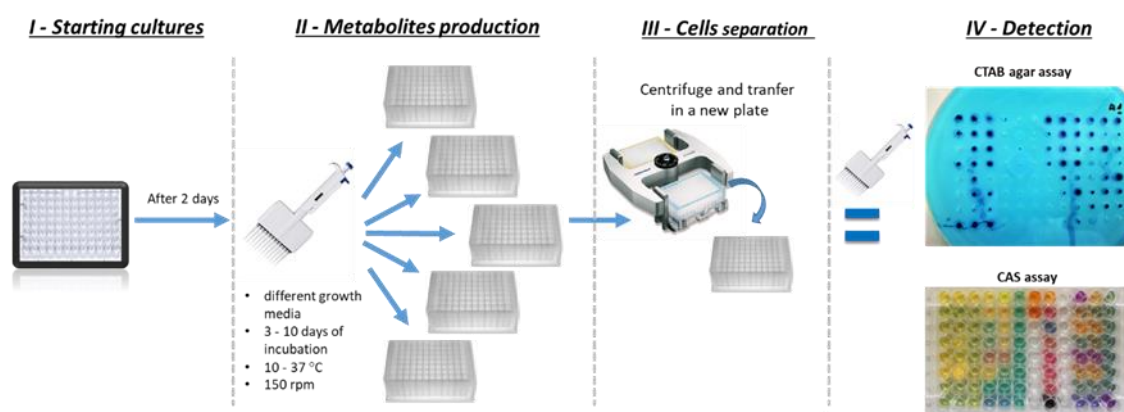 I - Starting cultures
II - Metabolites production
III - Cells separation
IV - Detection
After 2 days
• different growth
media
• 3 - 10 days of
incubation
• 10 - 37 °C
• 150 rpm
Centrifuge and tranfer
in a new plate
CTAB agar assay
CAS assay